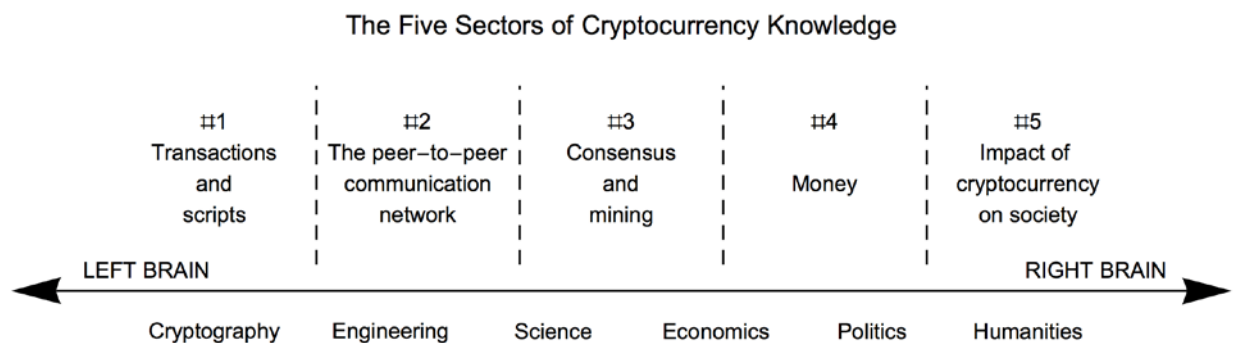 The Five Sectors of Cryptocurrency Knowledge
#1
Transactions
and
scripts
#2
The peer-to-peer
communication
network
#3
Consensus
and
mining
#4
Money
#5
Impact of
cryptocurrency
on society
LEFT BRAIN
RIGHT BRAIN
Cryptography Engineering Science Economics Politics Humanities